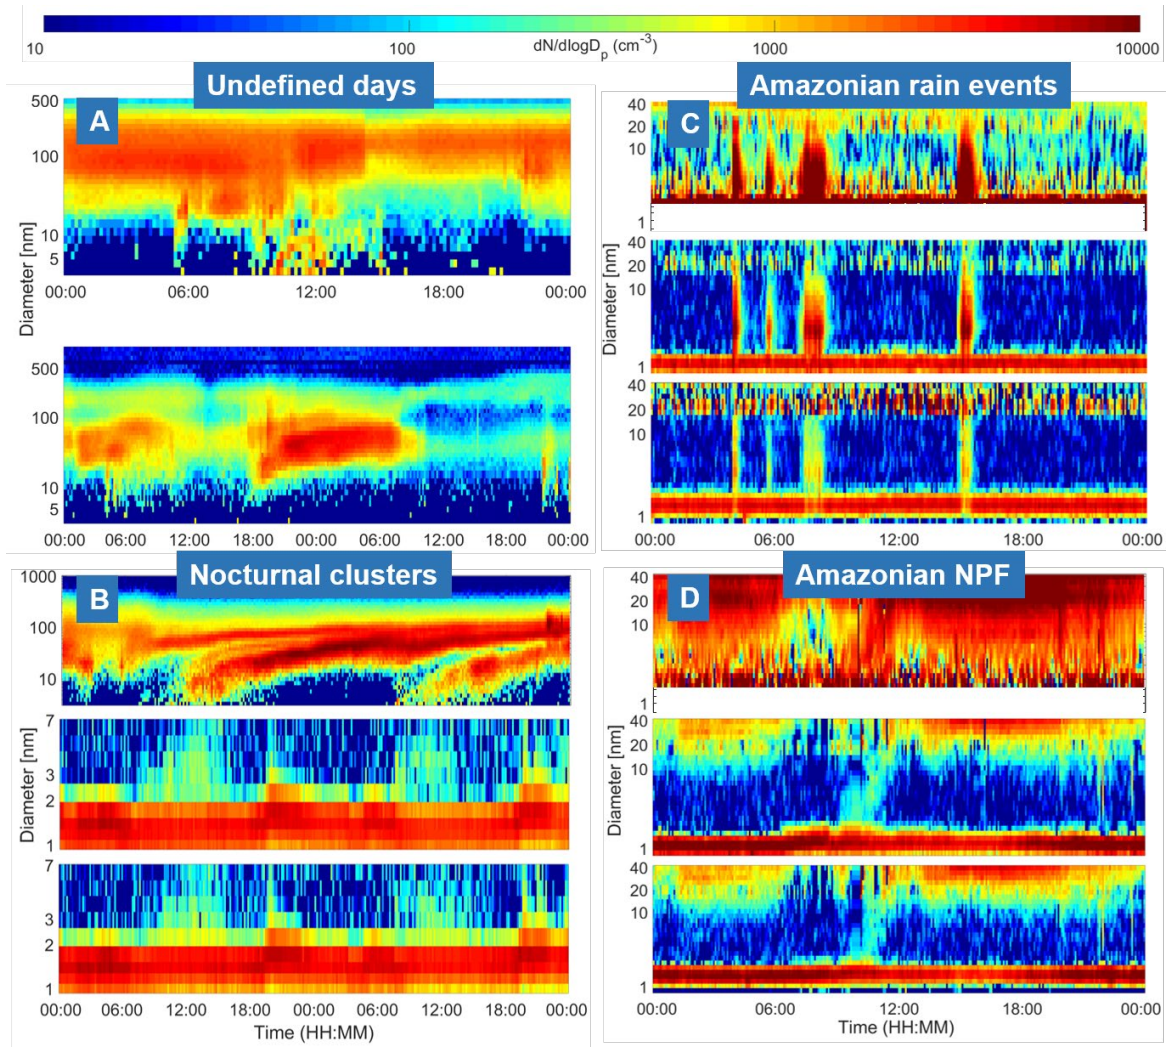 10 100 1000 10000
dN/dlogDp (cm-3)
Undefined days
A
500
100
10
5
00:00 06:00 12:00 18:00 00:00
Diameter [nm]
500
100
10
5
00:00 06:00 12:00 18:00 00:00 06:00 12:00 18:00 00:00
Nocturnal clusters
B
1000
100
10
7
3
2
1
Diameter [nm]
7
3
2
1
00:00 06:00 12:00 18:00 00:00 06:00 12:00 18:00 00:00
Time (HH:MM)
Amazonian rain events
C
40
20
10
1
40
20
10
1
Diameter [nm]
40
20
10
1
00:00 06:00 12:00 18:00 00:00
Amazonian NPF
D
40
20
10
1
40
20
10
1
Diameter [nm]
40
20
10
1
00:00 06:00 12:00 18:00 00:00
Time (HH:MM)